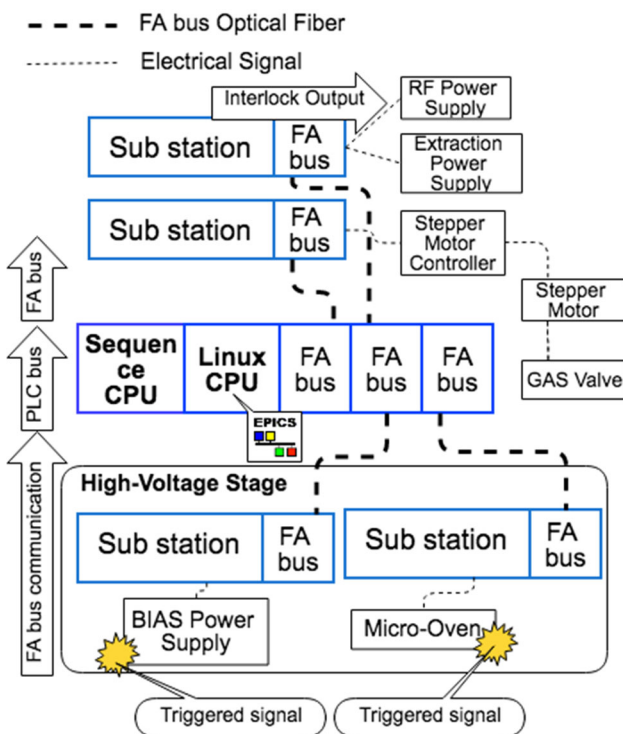 FA bus Optical Fiber
Electrical Signal
Interlock Output
RF Power
Supply
Sub station
FA
bus
Extraction
Power
Supply
Sub station
FA
bus
Stepper
Motor
Controller
Stepper
Motor
GAS Valve
FA bus
PLC bus
FA bus communication
Sequen
ce
CPU
Linux
CPU
FA
bus
FA
bus
FA
bus
EPICS
High-Voltage Stage
Sub station
FA
bus
Sub station
FA
bus
BIAS Power
Supply
Micro-Oven
Triggered signal
Triggered signal